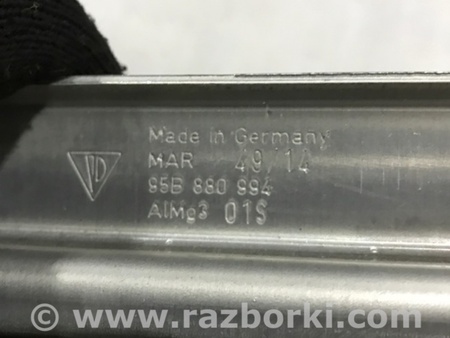 Made in Germany
MAR 49/14
95B 880 994
AlMg3 01S
© www.razborki.com